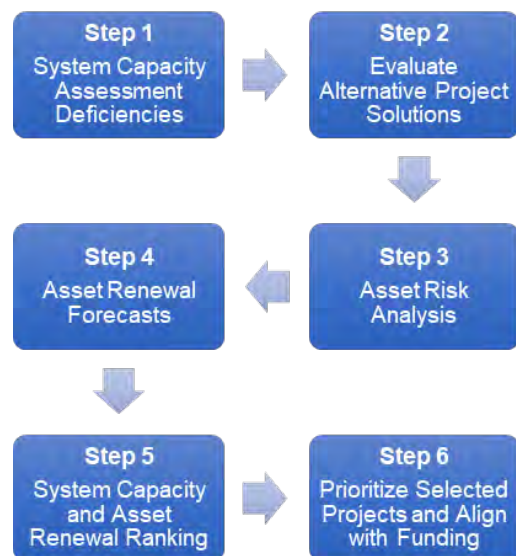 Step 1
System Capacity
Assessment
Deficiencies
Step 2
Evaluate
Alternative Project
Solutions
Step 3
Asset Risk
Analysis
Step 4
Asset Renewal
Forecasts
Step 5
System Capacity
and Asset
Renewal Ranking
Step 6
Prioritize Selected
Projects and Align
with Funding